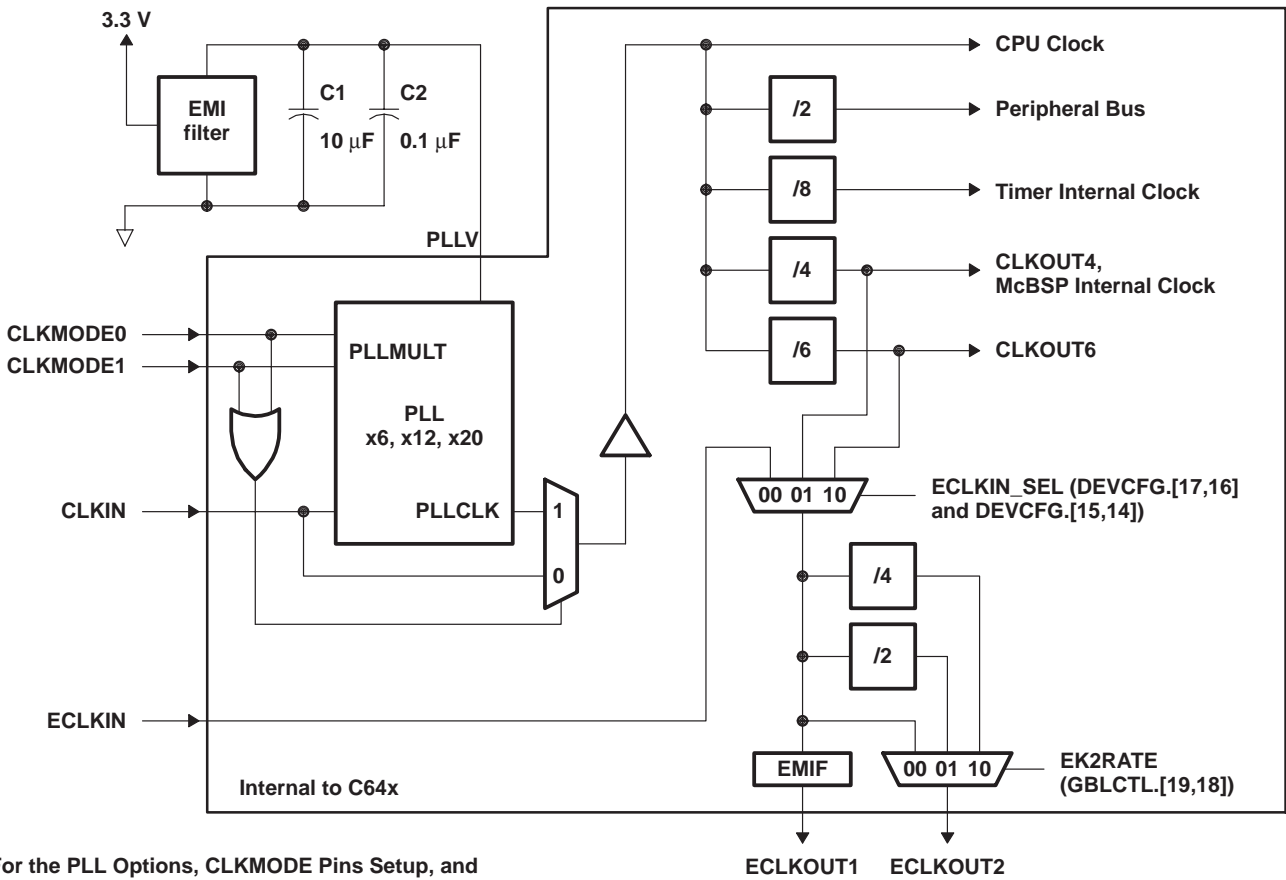 3.3 V
CPU Clock
EMI
filter
C1
C2
10 μF
0.1 μF
/2
Peripheral Bus
/8
Timer Internal Clock
PLLV
/4
CLKOUT4,
McBSP Internal Clock
CLKMODE0
CLKMODE1
PLLMULT
/6
CLKOUT6
PLL
x6, x12, x20
CLKIN
PLLCLK
1
0
00 01 10
ECLKIN_SEL (DEVCFG.[17,16]
and DEVCFG.[15,14])
/4
/2
ECLKIN
EMIF
00 01 10
EK2RATE
(GBLCTL.[19,18])
Internal to C64x
ECLKOUT1
ECLKOUT2
or the PLL Options, CLKMODE Pins Setup, and